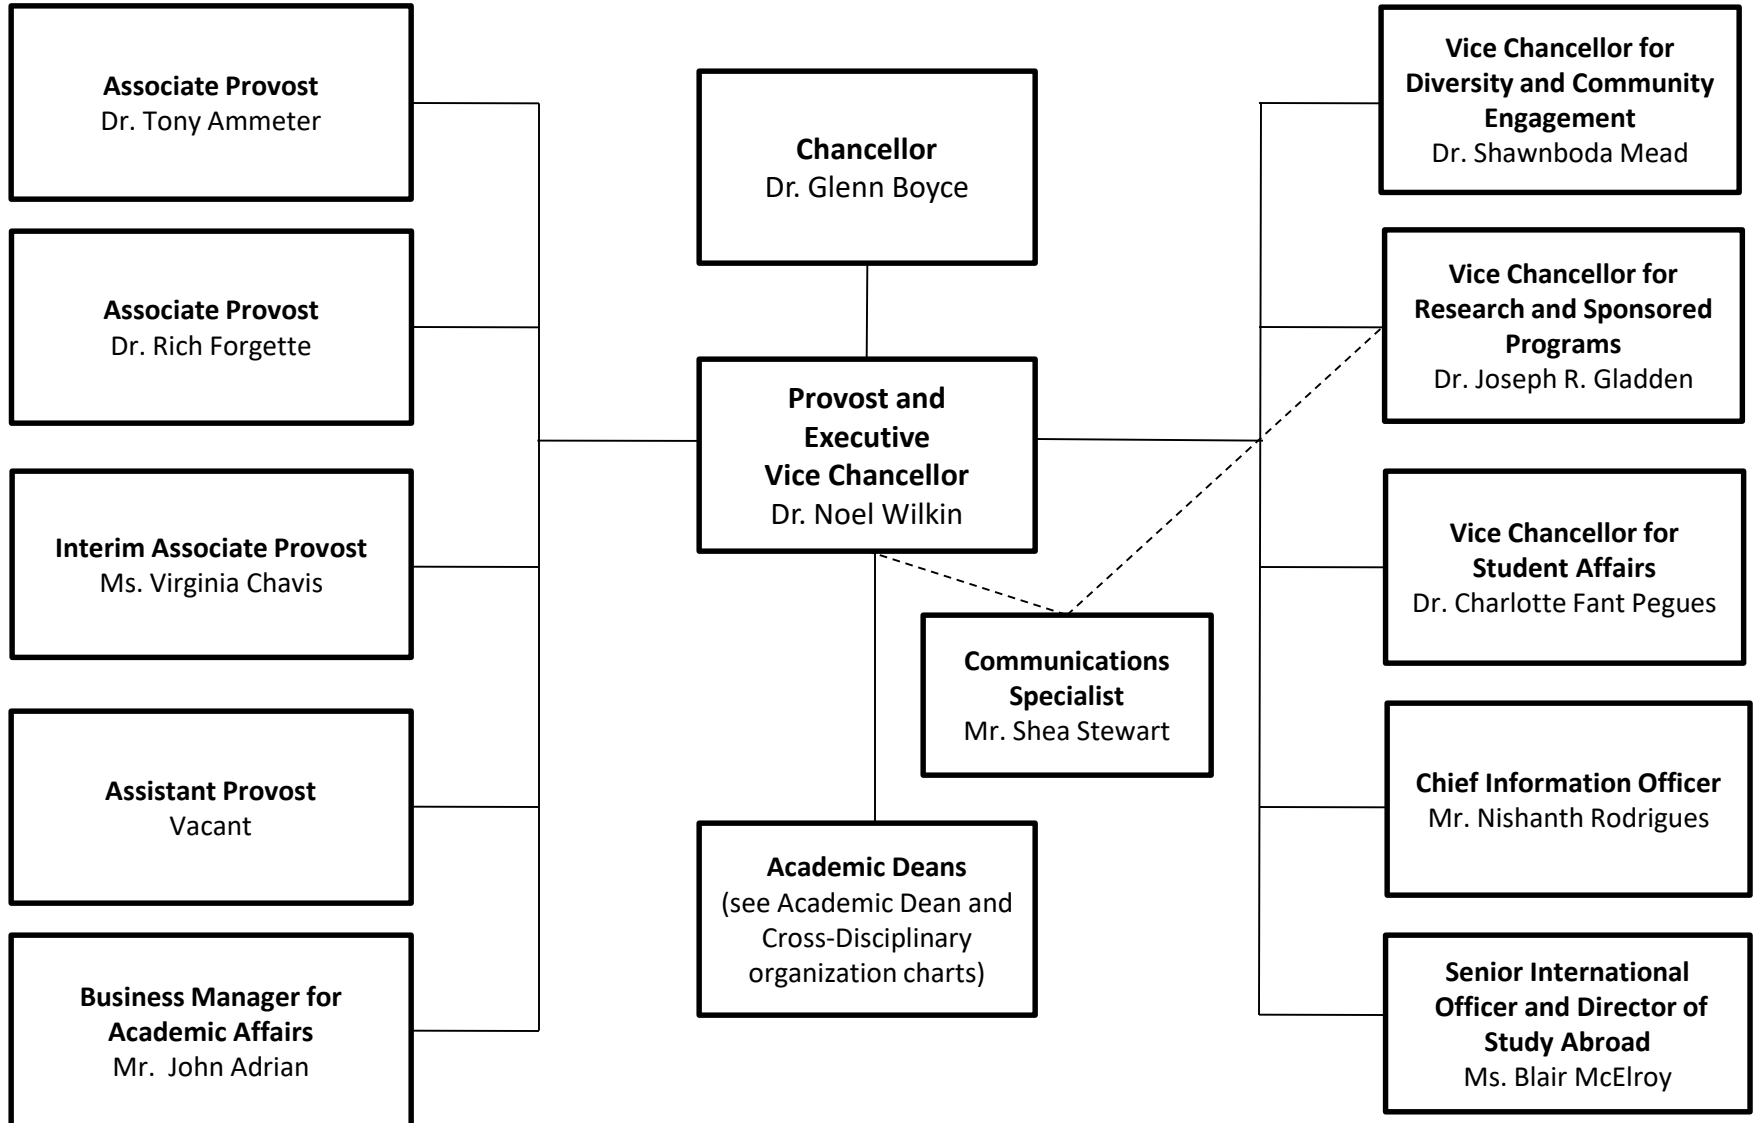 Associate Provost
Dr. Tony Ammeter
Associate Provost
Dr. Rich Forgette
Interim Associate Provost
Ms. Virginia Chavis
Assistant Provost
Vacant
Business Manager for
Academic Affairs
Mr. John Adrian
Chancellor
Dr. Glenn Boyce
Provost and
Executive
Vice Chancellor
Dr. Noel Wilkin
Communications
Specialist
Mr. Shea Stewart
Academic Deans
(see Academic Dean and
Cross-Disciplinary
organization charts)
Vice Chancellor for
Diversity and Community
Engagement
Dr. Shawnboda Mead
Vice Chancellor for
Research and Sponsored
Programs
Dr. Joseph R. Gladden
Vice Chancellor for
Student Affairs
Dr. Charlotte Fant Pegues
Chief Information Officer
Mr. Nishanth Rodrigues
Senior International
Officer and Director of
Study Abroad
Ms. Blair McElroy